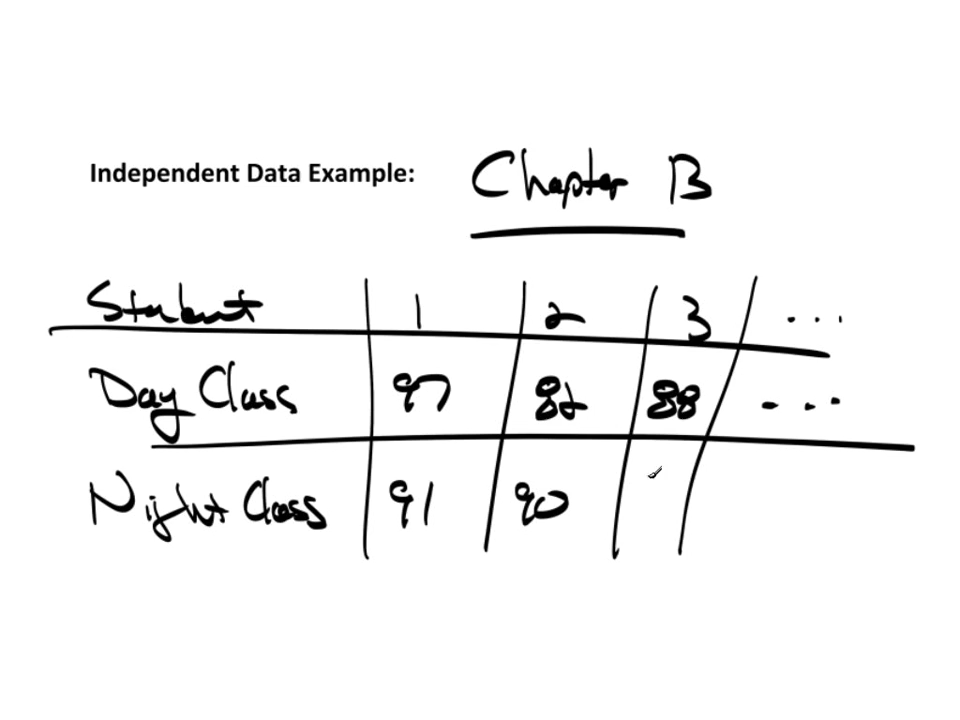 Independent Data Example: Chapter 13
Student 1 2 3 ...
Day Class 97 82 88 ...
Night Class 91 90